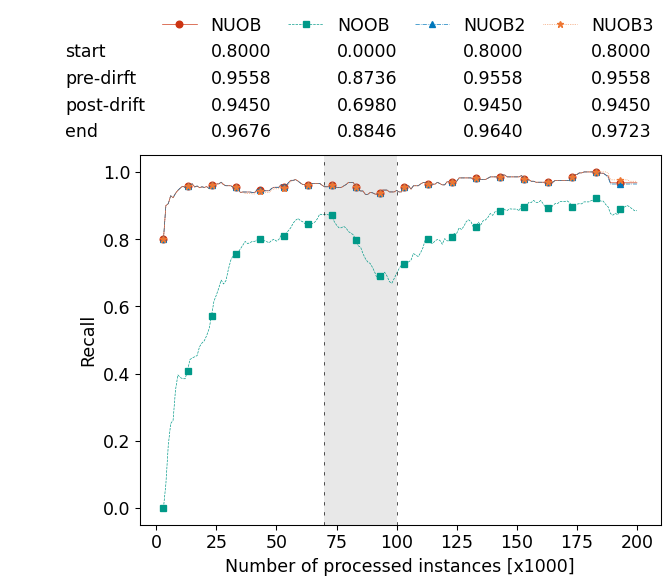 NUOB NOOB NUOB2 NUOB3
start 0.8000 0.0000 0.8000 0.8000
pre-dirft 0.9558 0.8736 0.9558 0.9558
post-drift 0.9450 0.6980 0.9450 0.9450
end 0.9676 0.8846 0.9640 0.9723
1.0
0.8
0.6
0.4
0.2
0.0
Recall
0 25 50 75 100 125 150 175 200
Number of processed instances [x1000]